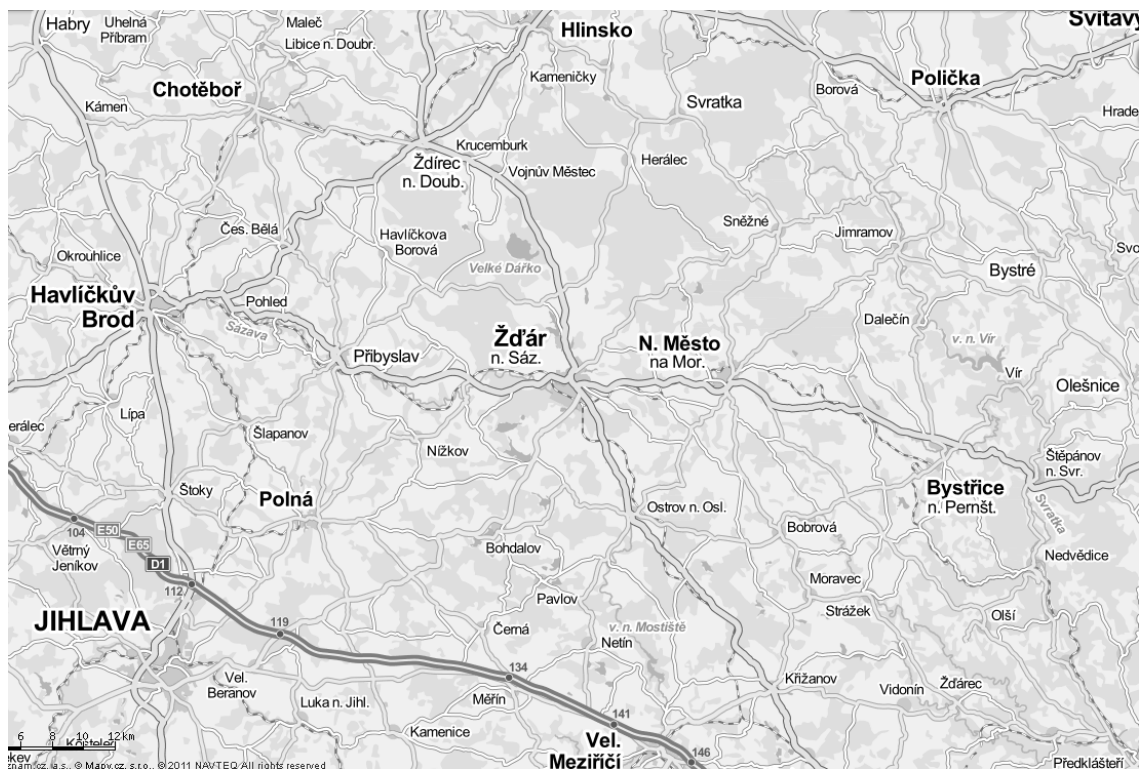 Habry
Uhelná
Příbram
Maleč
Libice n. Doubr.
Hlinsko
Svitavy
Kameničky
Chotěboř
Kámen
Svratka
Borová
Polička
Hrade
Krucemburk
Ždírec
n. Doub.
Vojnův Městec
Herálec
Sněžné
Jimramov
Čes. Bělá
Havlíčkova
Borová
Okrouhlice
Velké Dářko
Bystré
Svo
Havlíčkův
Brod
Pohled
Sázava
Přibyslav
Žďár
n. Sáz.
N. Město
na Mor.
Dalečín
v. n. Vír
Vír
Olešnice
Lípa
erálec
Šlapanov
Nížkov
Štěpánov
n. Svr.
Štoky
Polná
Ostrov n. Osl.
Bystřice
n. Pernšt.
Svratka
104
E50
E65
D1
Větrný
Jeníkov
112
Bohdalov
Bobrová
Nedvědice
Moravec
Pavlov
Strážek
Olší
JIHLAVA
119
Černá
v. n. Mostiště
Netín
Vel.
Beranov
134
Měřín
Křižanov
Vidonín
Žďárec
Luka n. Jihl.
Kamenice
141
Vel.
Meziříčí
146
Předklášteří
6 8 10 12km
ekev
znam.cz, a.s., © Mapy.cz, s.r.o., © 2011 NAVTEQ All rights reserved